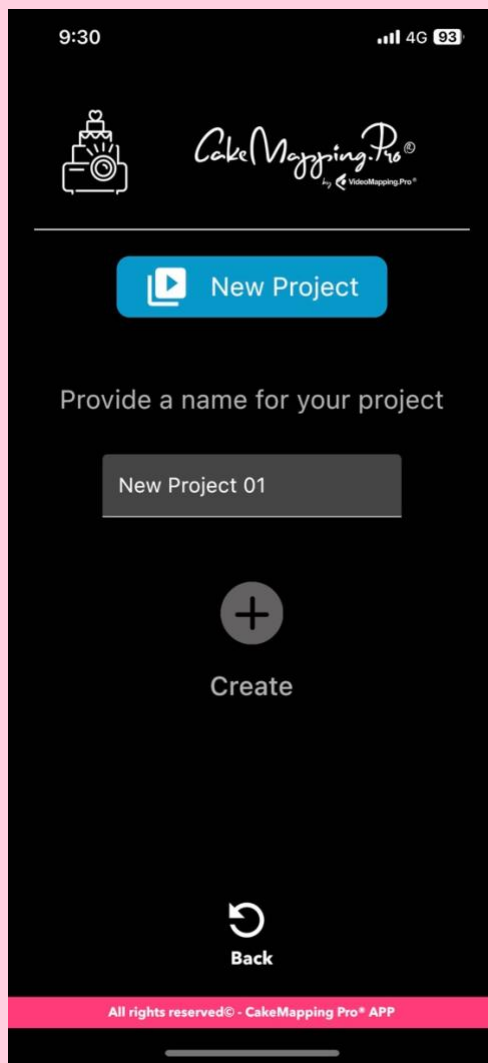 9:30
4G 93
CakeMapping.Pro®
by VideoMapping.Pro®
New Project
Provide a name for your project
New Project 01
Create
Back
All rights reserved© - CakeMapping Pro® APP